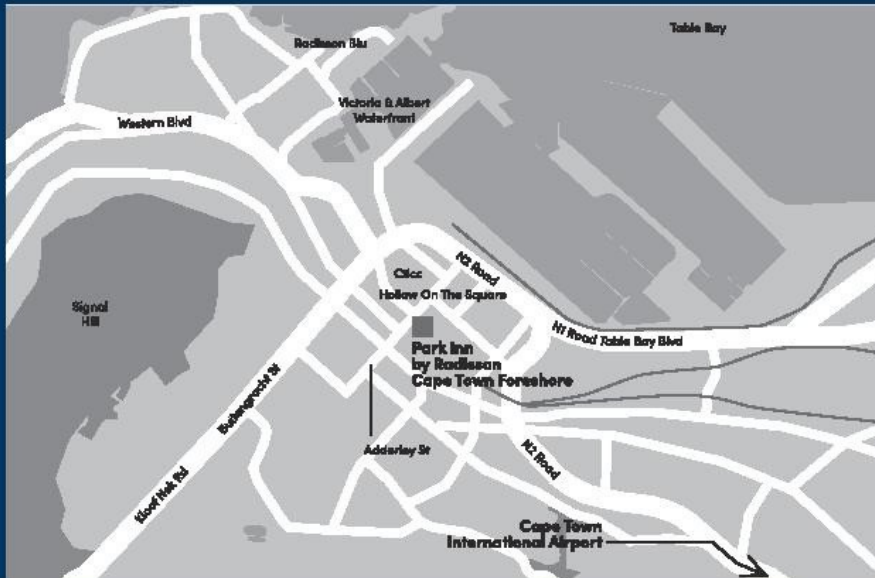 Radisson Blu
Table Bay
Victoria & Albert
Waterfront
Western Blvd
N2 Road
Citicc
Hollow On The Square
Signal
Hill
N1 Road Table Bay Blvd
Park Inn
by Radisson
Cape Town Foreshore
Buitengracht St
Adderley St
N2 Road
Kloof Nek Rd
Cape Town
International Airport